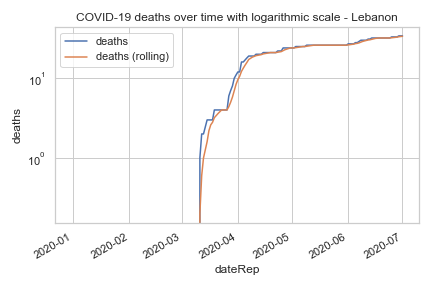 COVID-19 deaths over time with logarithmic scale - Lebanon
deaths
deaths (rolling)
10¹
10⁰
deaths
2020-01
2020-02
2020-03
2020-04
2020-05
2020-06
2020-07
dateRep